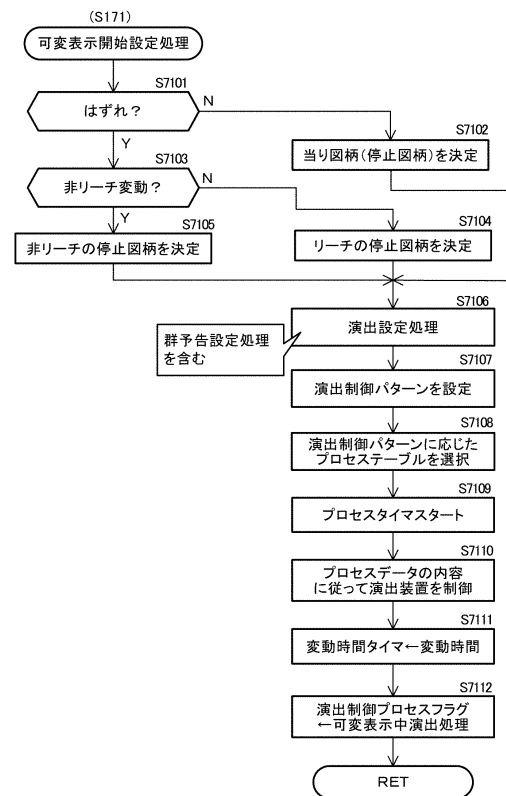 (S171)
可変表示開始設定処理
S7101
はずれ？
N
Y
S7102
当り図柄(停止図柄)を決定
S7103
非リーチ変動？
N
Y
S7105
非リーチの停止図柄を決定
S7104
リーチの停止図柄を決定
S7106
演出設定処理
群予告設定処理
を含む
S7107
演出制御パターンを設定
S7108
演出制御パターンに応じた
プロセステーブルを選択
S7109
プロセスタイマスタート
S7110
プロセスデータの内容
に従って演出装置を制御
S7111
変動時間タイマ←変動時間
S7112
演出制御プロセスフラグ
←可変表示中演出処理
RET